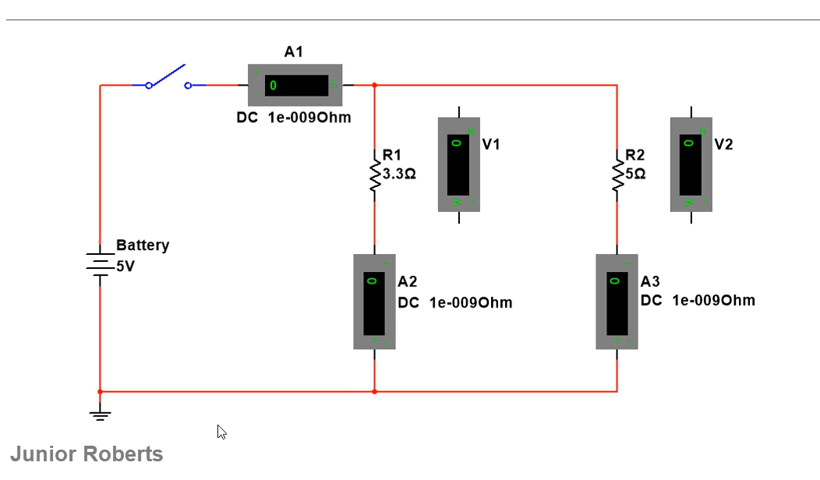 A1
0
DC 1e-009Ohm
R1
3.3Ω
0
V1
R2
5Ω
0
V2
Battery
5V
0
A2
DC 1e-009Ohm
0
A3
DC 1e-009Ohm
Junior Roberts